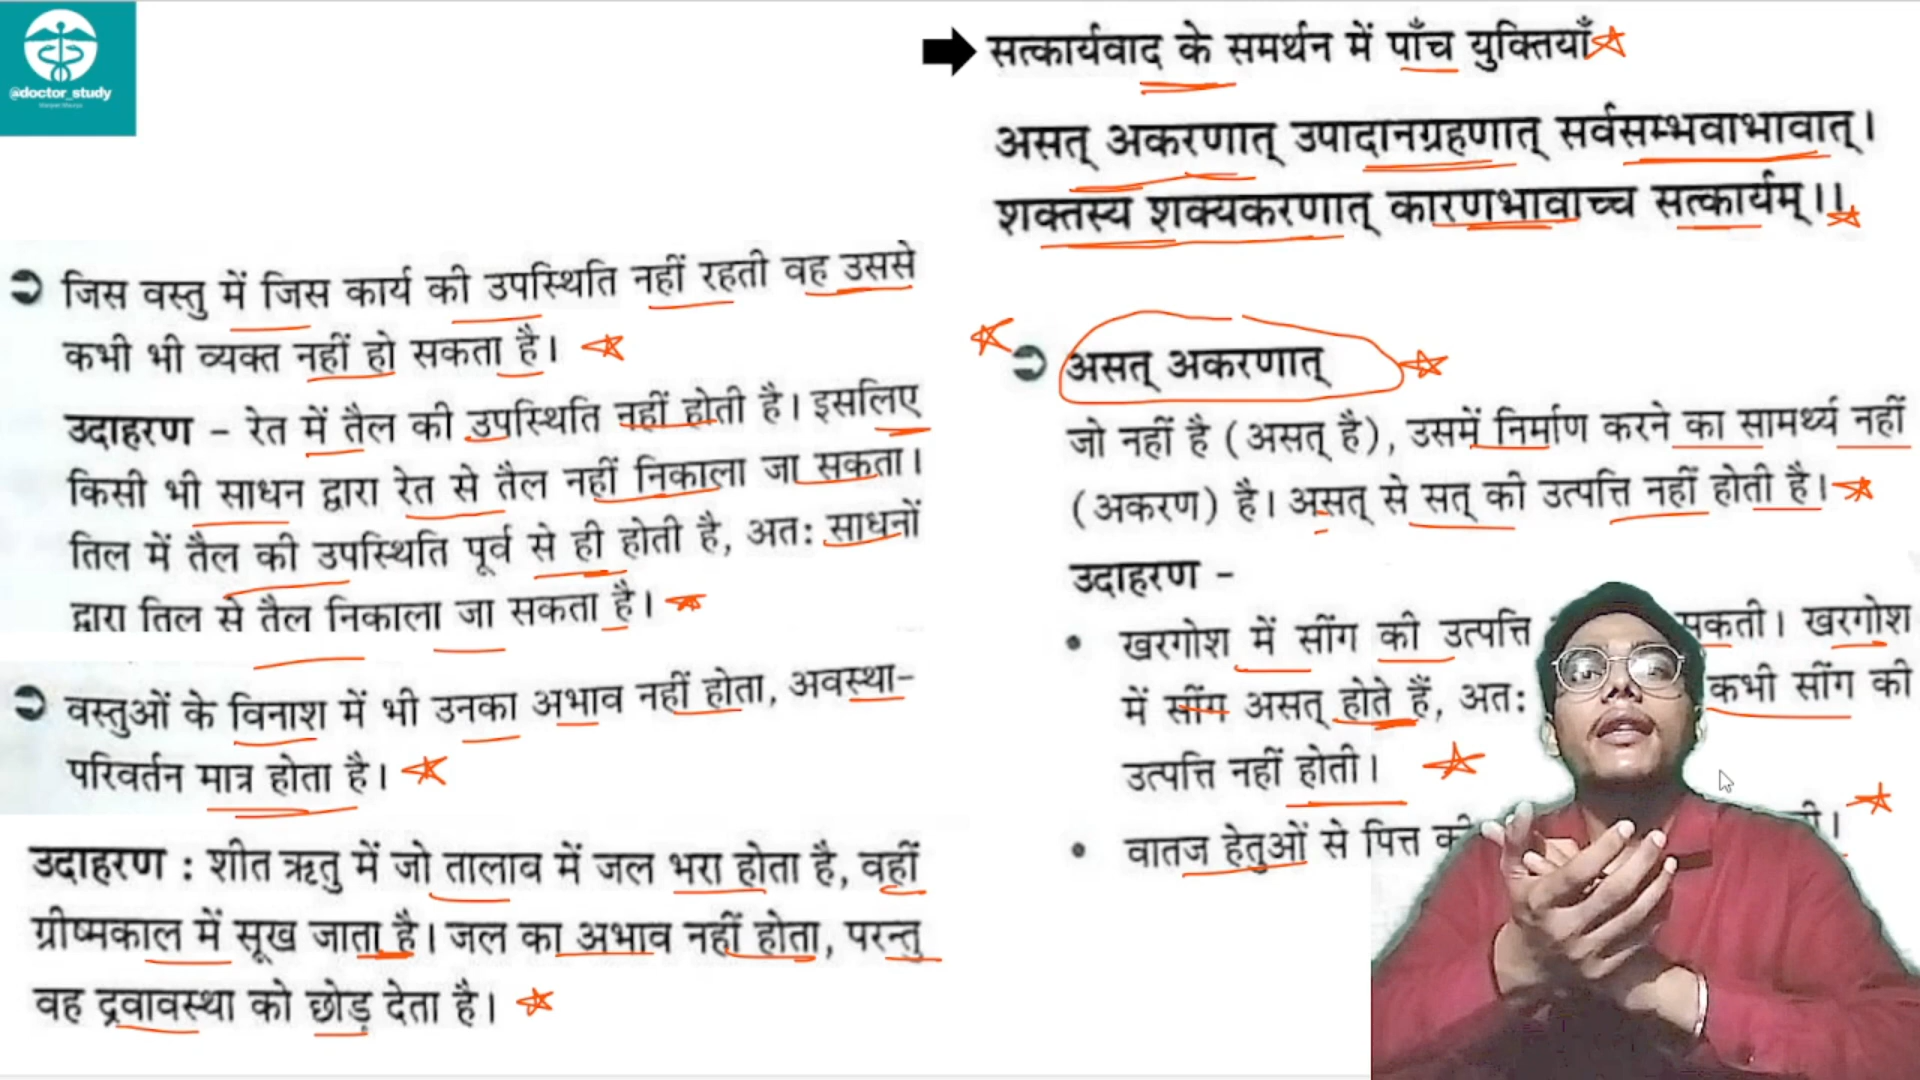 @doctor_study
जिस वस्तु में जिस कार्य की उपस्थिति नहीं रहती वह उससे
कभी भी व्यक्त नहीं हो सकता है।
उदाहरण – रेत में तैल की उपस्थिति नहीं होती है। इसलिए
किसी भी साधन द्वारा रेत से तैल नहीं निकाला जा सकता।
तिल में तैल की उपस्थिति पूर्व से ही होती है, अतः साधनों
द्वारा तिल से तैल निकाला जा सकता है।
वस्तुओं के विनाश में भी उनका अभाव नहीं होता, अवस्था-
परिवर्तन मात्र होता है।
उदाहरण : शीत ऋतु में जो तालाब में जल भरा होता है, वहीं
ग्रीष्मकाल में सूख जाता है। जल का अभाव नहीं होता, परन्तु
वह द्रवावस्था को छोड़ देता है।
सत्कार्यवाद के समर्थन में पाँच युक्तियाँ
असत् अकरणात् उपादानग्रहणात् सर्वसम्भवाभावात्।
शक्तस्य शक्यकरणात् कारणभावाच्च सत्कार्यम्।।
असत् अकरणात्
जो नहीं है (असत् है), उसमें निर्माण करने का सामर्थ्य नहीं
(अकरण) है। असत् से सत् की उत्पत्ति नहीं होती है।
उदाहरण –
• खरगोश में सींग की उत्पत्ति सकती। खरगोश
में सींग असत् होते हैं, अतः कभी सींग की
उत्पत्ति नहीं होती।
• वातज हेतुओं से पित्त